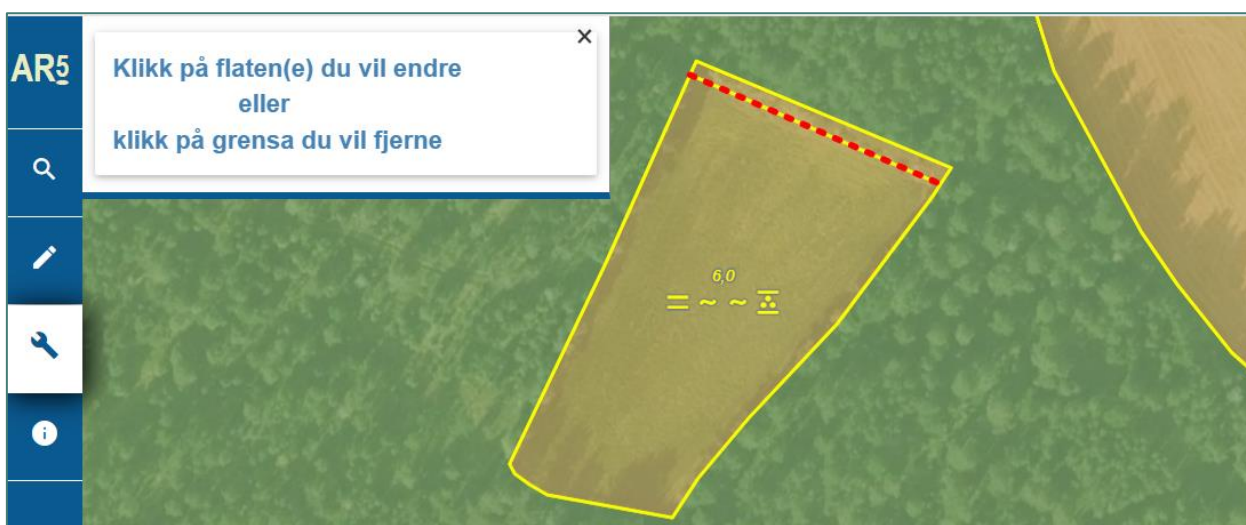 AR5
Klikk på flaten(e) du vil endre
eller
klikk på grensa du vil fjerne
6,0